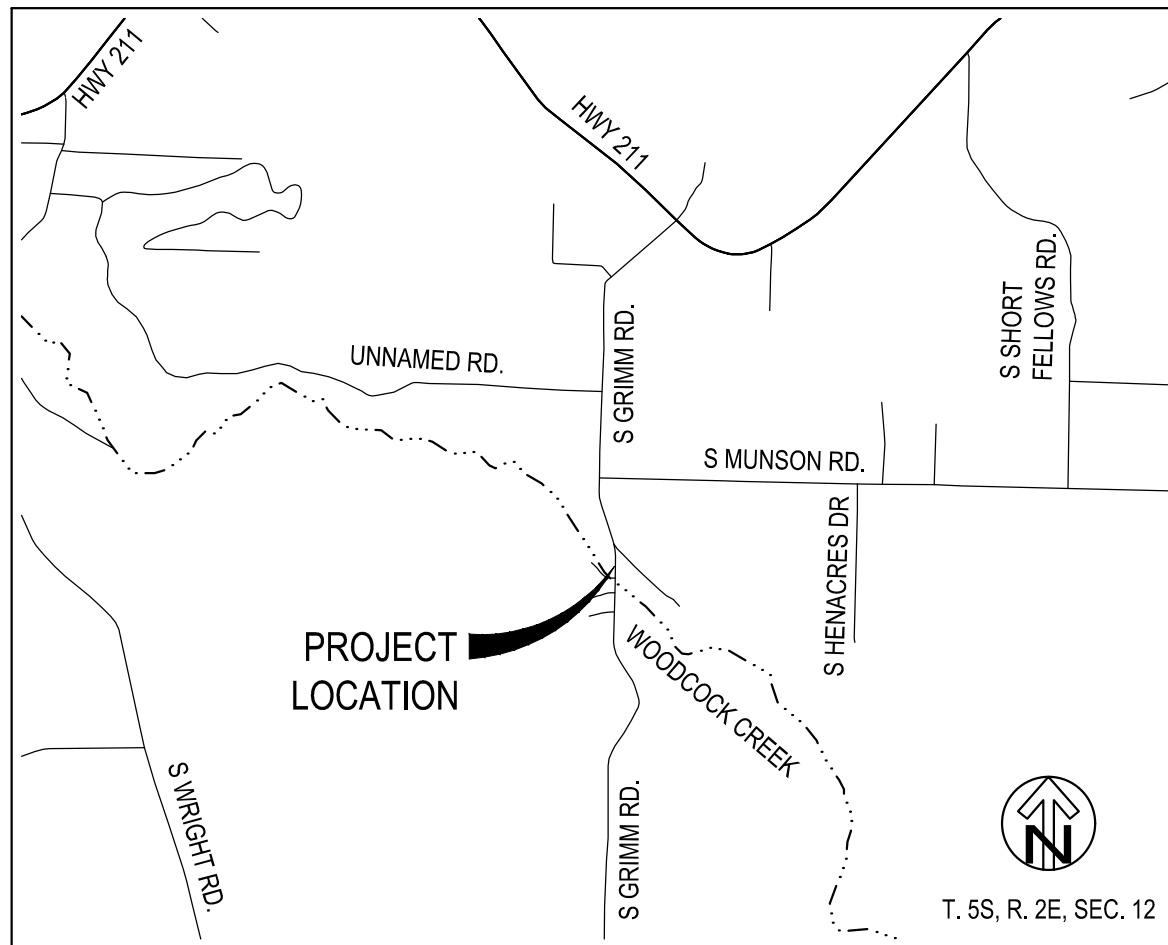 HWY 211
HWY 211
S SHORT
FELLOWS RD.
UNNAMED RD.
S GRIMM RD.
S MUNSON RD.
S SHENACRES DR
PROJECT
LOCATION
WOODCOCK CREEK
S WRIGHT RD.
S GRIMM RD.
N
T. 5S, R. 2E, SEC. 12